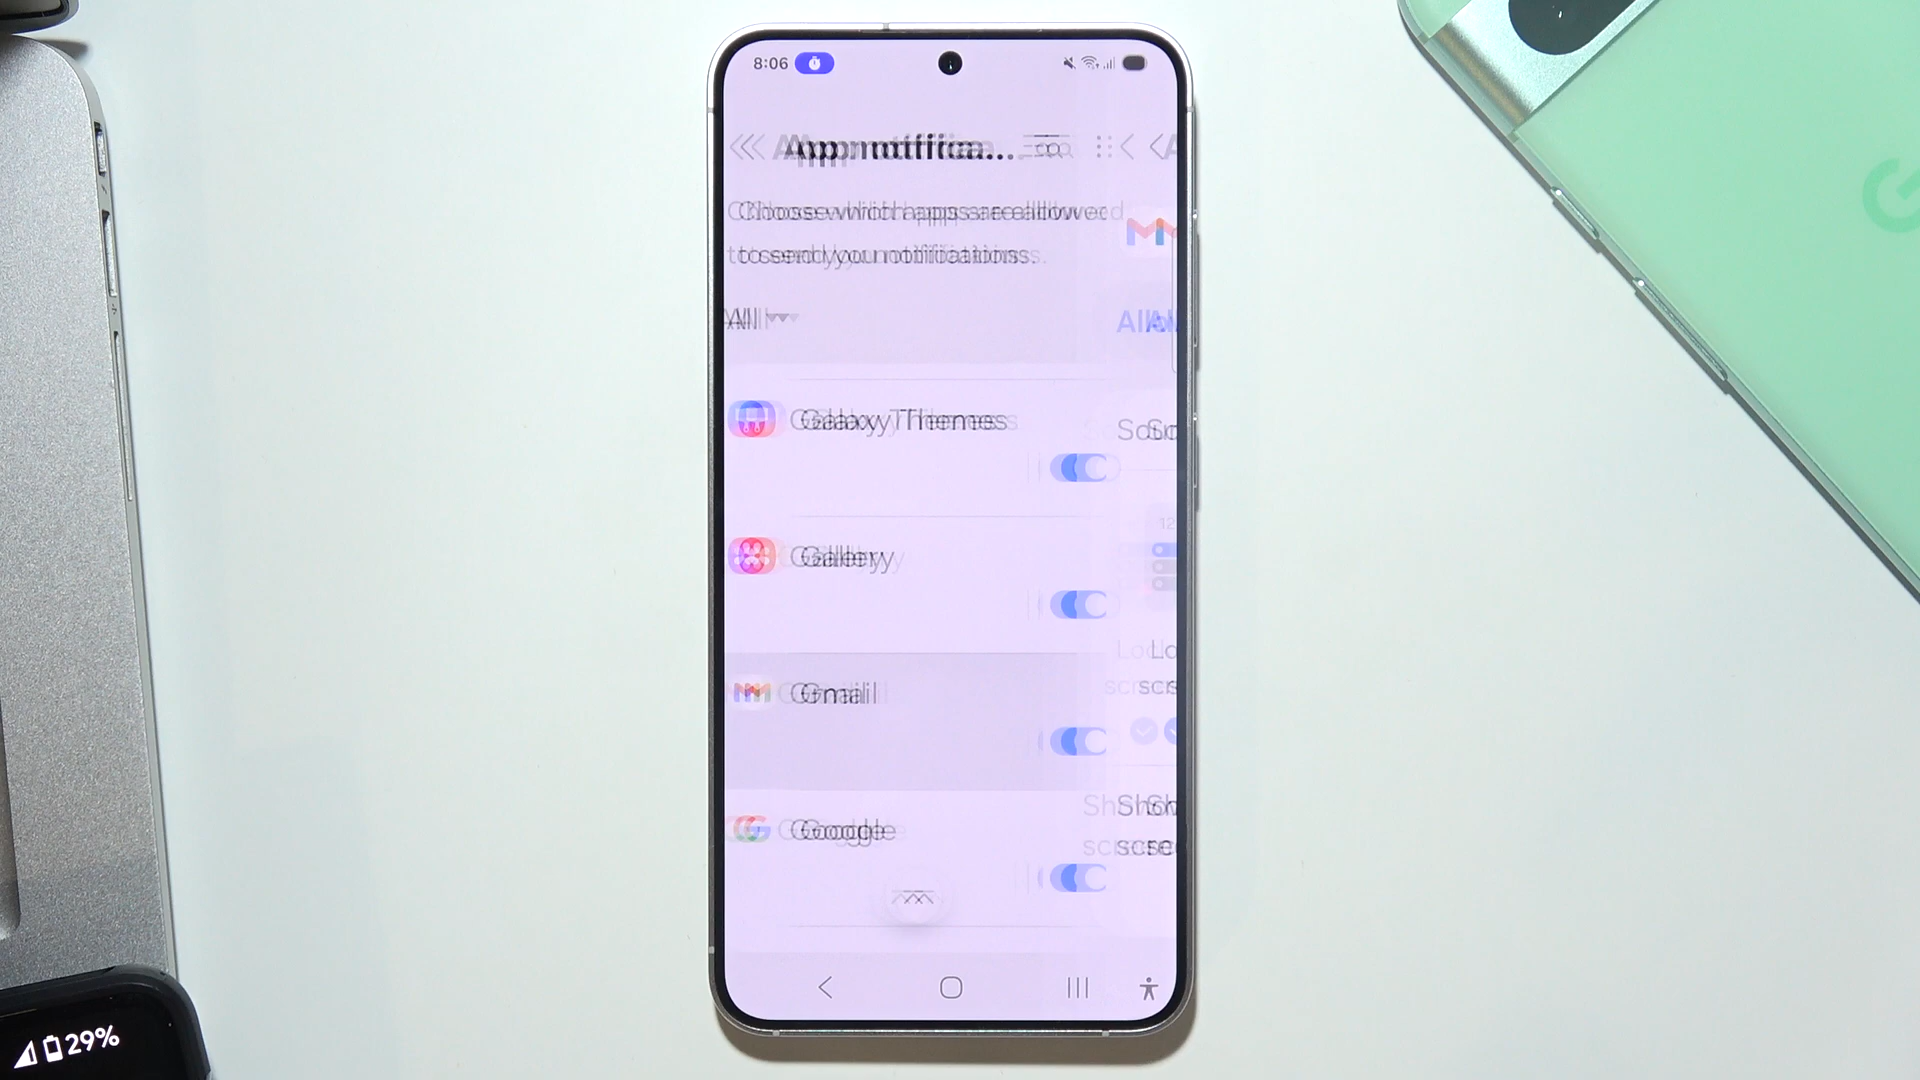 8:06
App notifica...
Choose which apps are allowed
to send you notifications.
All
Galaxy Themes
Gallery
Gmail
Google
29%